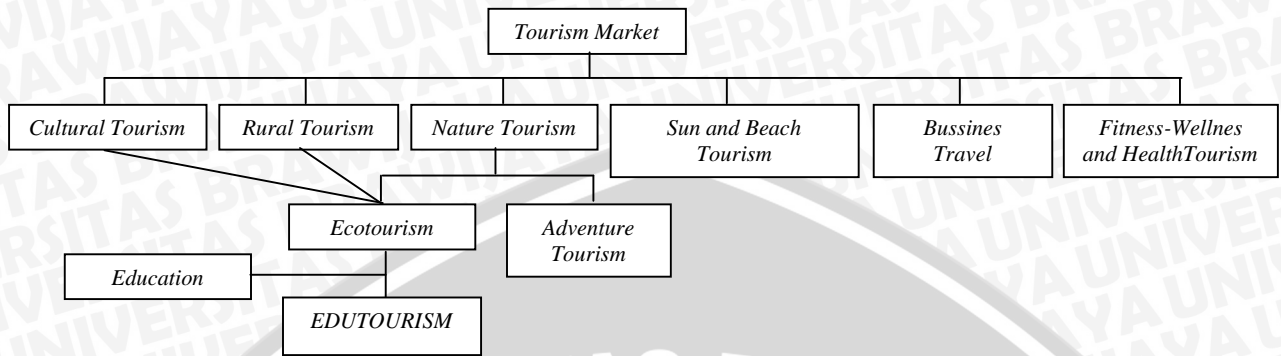 Tourism Market
Cultural Tourism
Rural Tourism
Nature Tourism
Sun and Beach
Tourism
Bussines
Travel
Fitness-Wellnes
and HealthTourism
Ecotourism
Adventure
Tourism
Education
EDUTOURISM